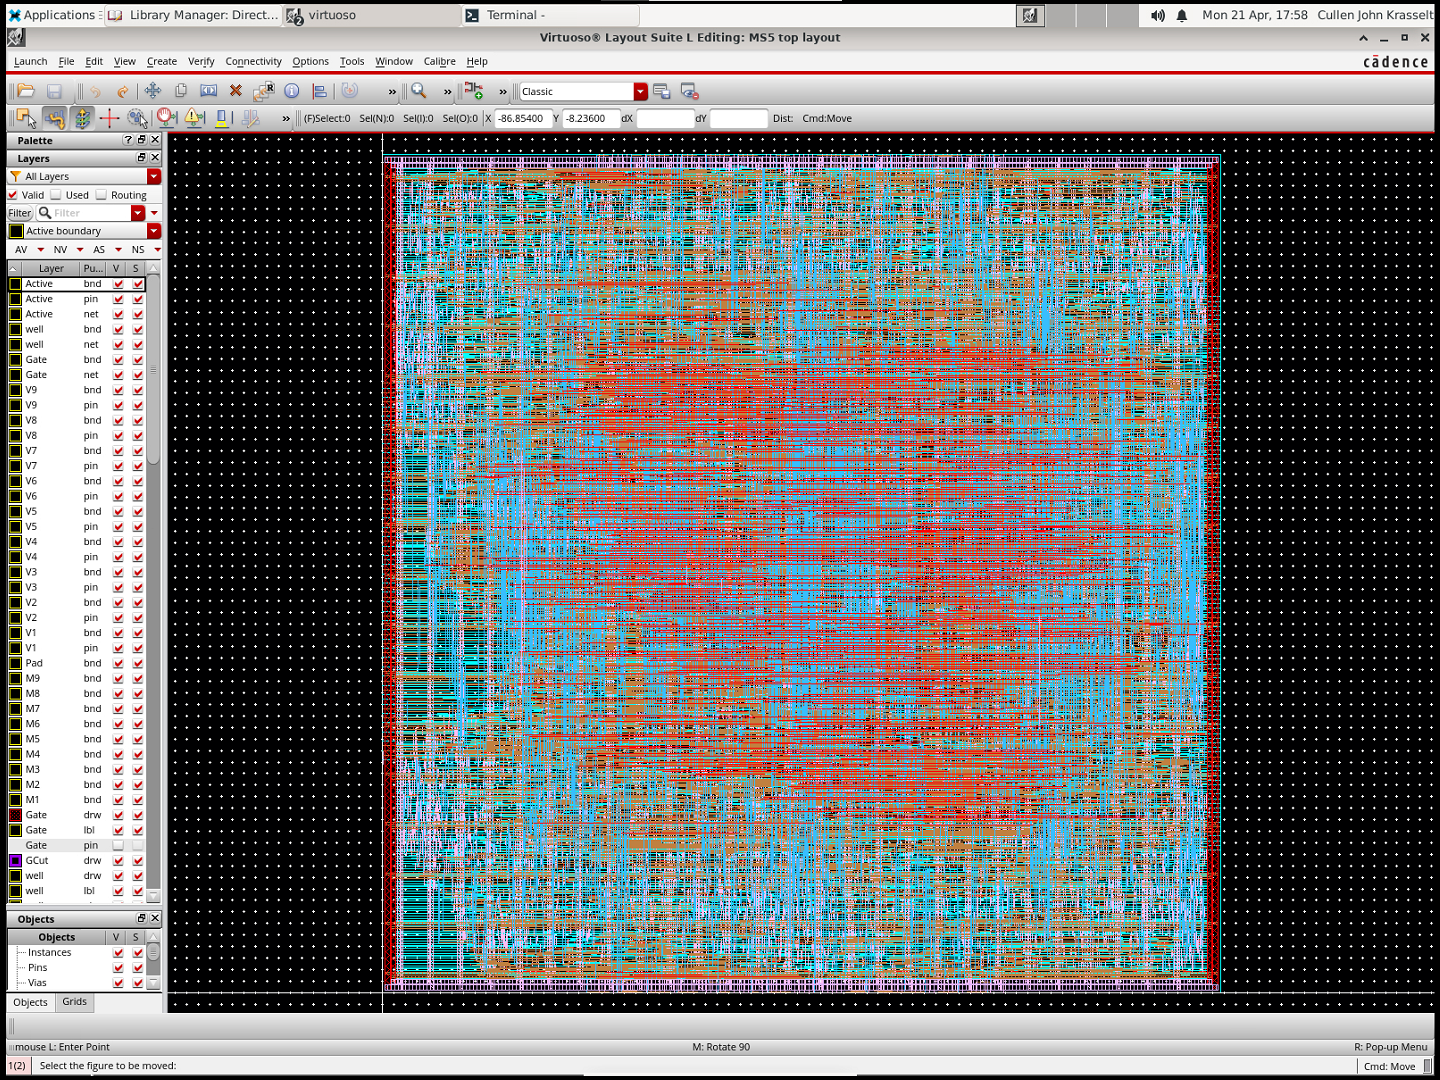 Applications Library Manager: Direct... virtuoso Terminal - Mon 21 Apr, 17:58 Cullen John Krasselt
Virtuoso® Layout Suite L Editing: MS5 top layout
Launch File Edit View Create Verify Connectivity Options Tools Window Calibre Help cādence
» » » Classic
» (F)Select:0 Sel(N):0 Sel(I):0 Sel(O):0 X -86.85400 Y -8.23600 dX dY Dist: Cmd:Move
Palette
Layers
All Layers
Valid Used Routing
Filter Filter
Active boundary
AV NV AS NS
Layer Pu... V S
Active bnd
Active pin
Active net
well bnd
well net
Gate bnd
Gate net
V9 bnd
V9 pin
V8 bnd
V8 pin
V7 bnd
V7 pin
V6 bnd
V6 pin
V5 bnd
V5 pin
V4 bnd
V4 pin
V3 bnd
V3 pin
V2 bnd
V2 pin
V1 bnd
V1 pin
Pad bnd
M9 bnd
M8 bnd
M7 bnd
M6 bnd
M5 bnd
M4 bnd
M3 bnd
M2 bnd
M1 bnd
Gate drw
Gate lbl
Gate pin
GCut drw
well drw
well lbl
Objects
Objects V S
Instances
Pins
Vias
Objects Grids
mouse L: Enter Point M: Rotate 90 R: Pop-up Menu
1(2) Select the figure to be moved: Cmd: Move